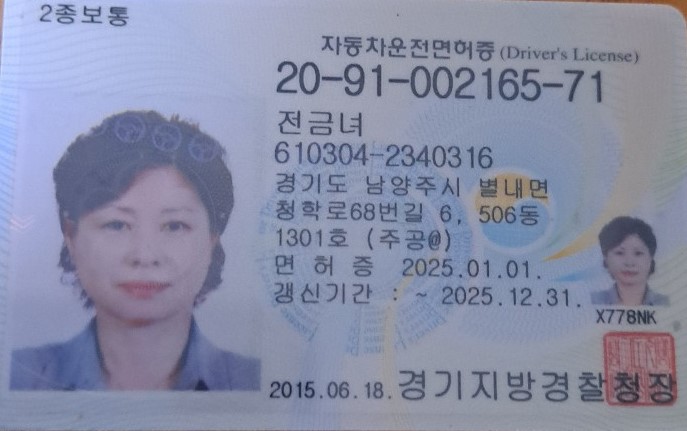 2종보통
자동차운전면허증 (Driver's License)
20-91-002165-71
전금녀
610304-2340316
경기도 남양주시 별내면
청학로68번길 6, 506동
1301호 (주공@)
면 허 증 2025.01.01.
갱신기간 : ~ 2025.12.31.
X778NK
2015.06.18. 경기지방경찰청장